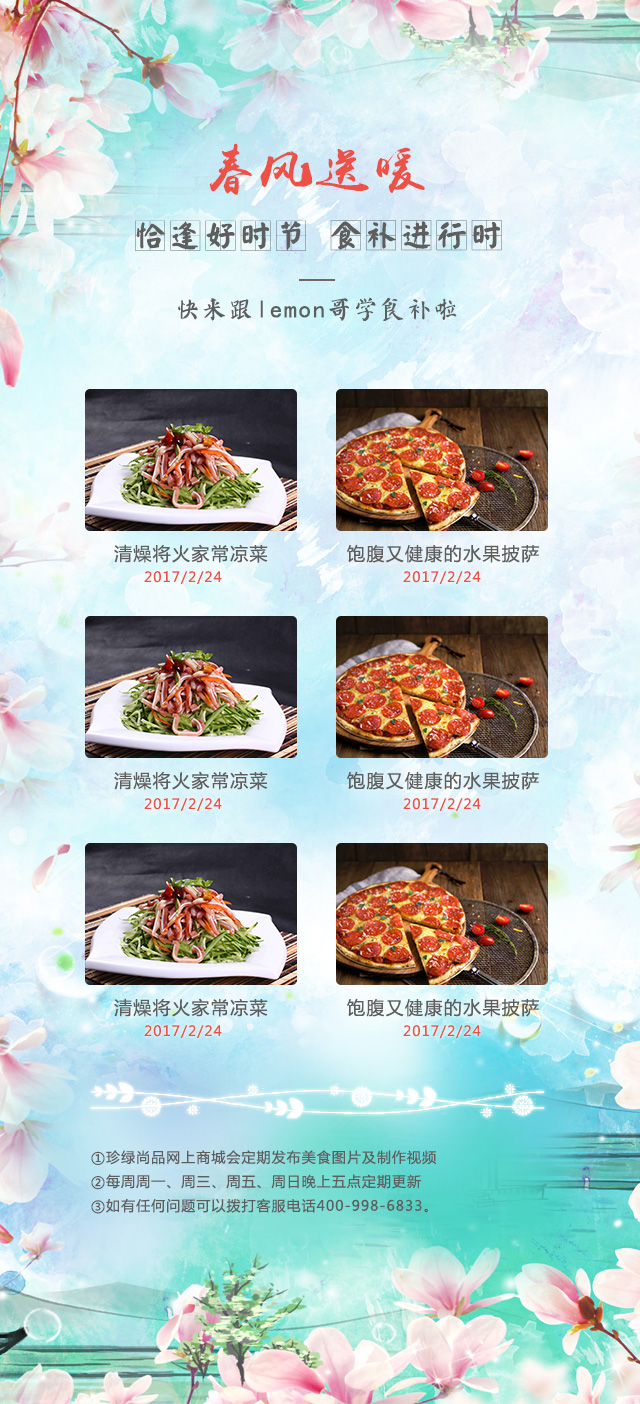 春风送暖
恰逢好时节 食补进行时
快米跟lemon哥学食补啦
清燥将火家常凉菜 饱腹又健康的水果披萨
2017/2/24 2017/2/24
清燥将火家常凉菜 饱腹又健康的水果披萨
2017/2/24 2017/2/24
清燥将火家常凉菜 饱腹又健康的水果披萨
2017/2/24 2017/2/24
①珍绿尚品网上商城会定期发布美食图片及制作视频
②每周周一、周三、周五、周日晚上五点定期更新
③如有任何问题可以拨打客服电话400-998-6833。